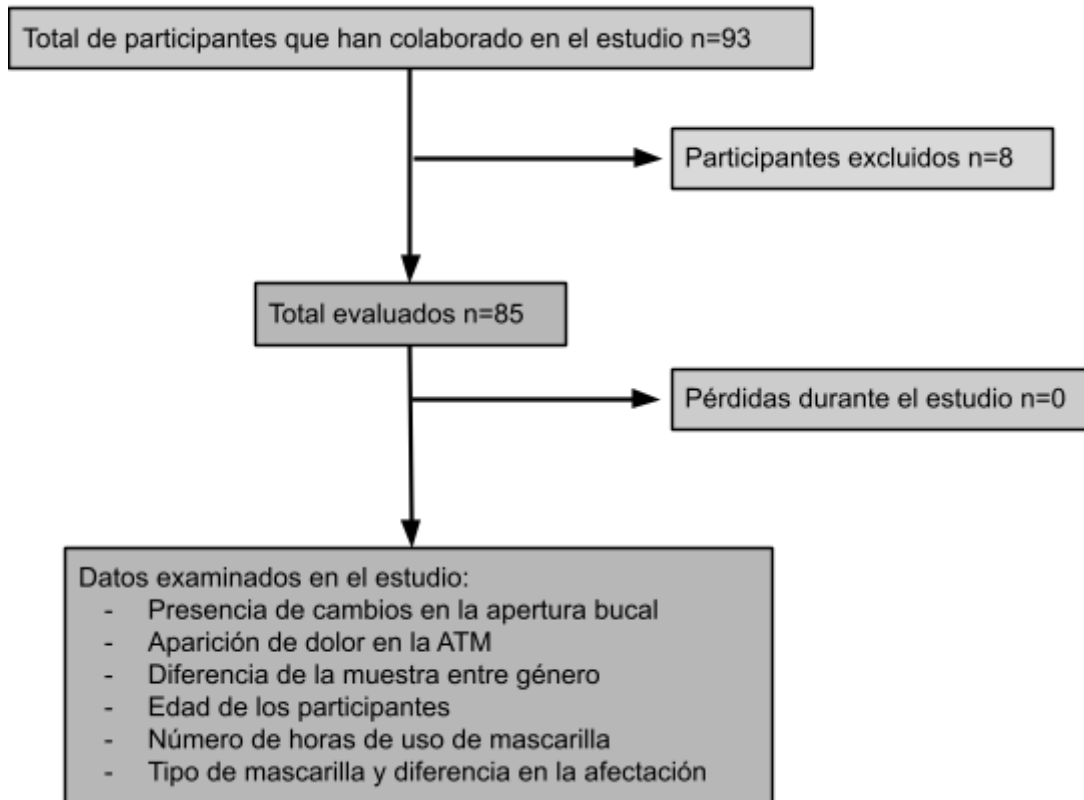 Total de participantes que han colaborado en el estudio n=93
Participantes excluidos n=8
Total evaluados n=85
Pérdidas durante el estudio n=0
Datos examinados en el estudio:
- Presencia de cambios en la apertura bucal
- Aparición de dolor en la ATM
- Diferencia de la muestra entre género
- Edad de los participantes
- Número de horas de uso de mascarilla
- Tipo de mascarilla y diferencia en la afectación